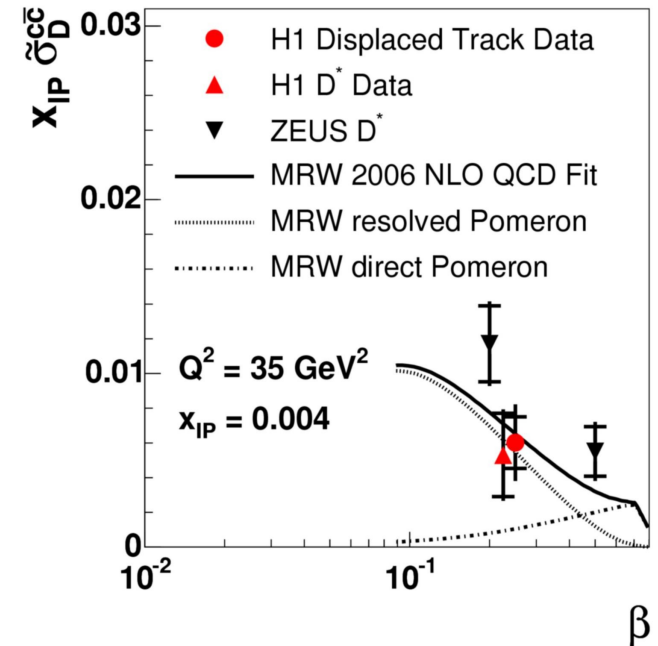 x_IP σ̃_D^cc̄
0.03
0.02
0.01
0
10^-2
10^-1
β
H1 Displaced Track Data
H1 D* Data
ZEUS D*
MRW 2006 NLO QCD Fit
MRW resolved Pomeron
MRW direct Pomeron
Q² = 35 GeV²
x_IP = 0.004